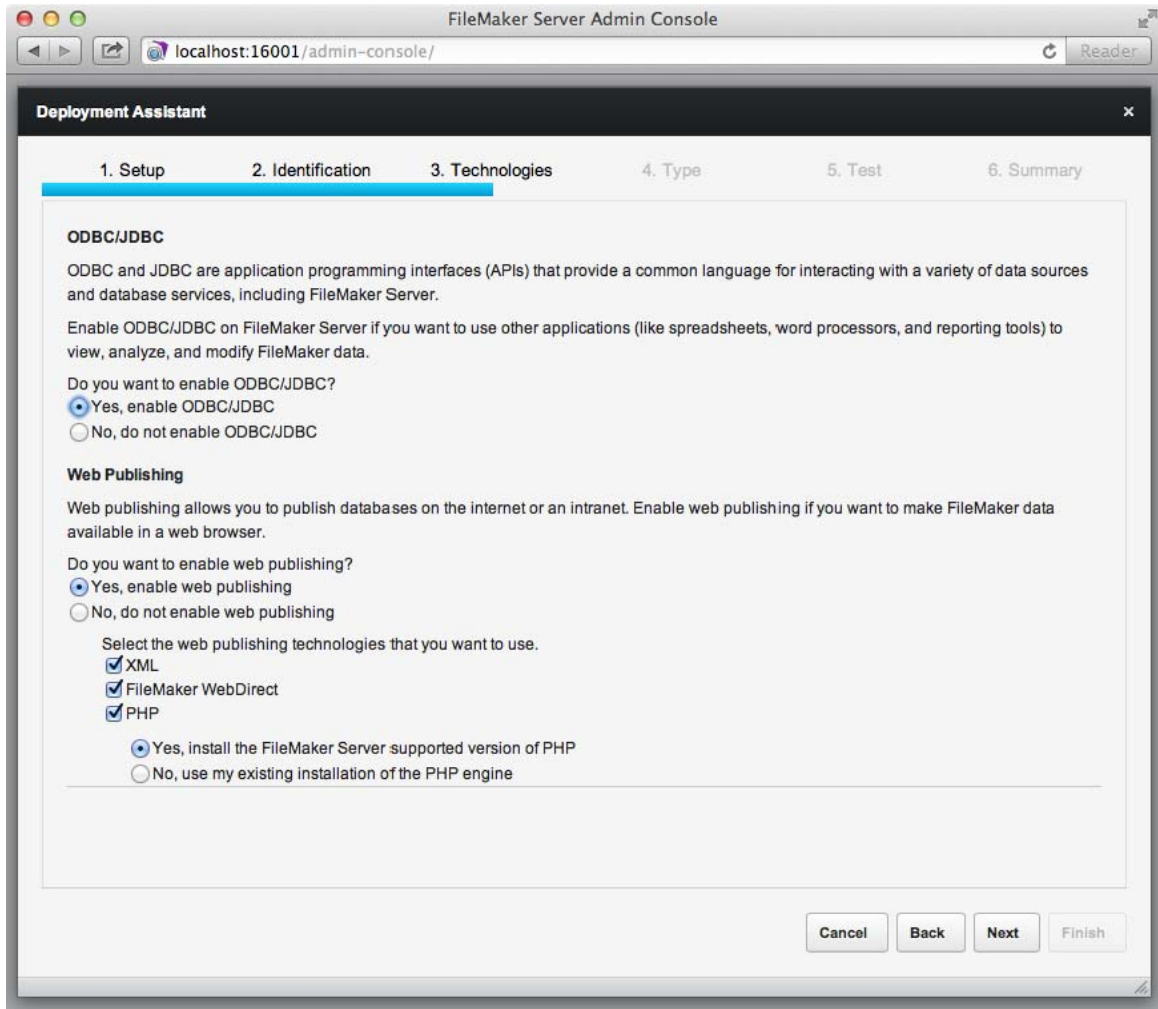 FileMaker Server Admin Console
localhost:16001/admin-console/
Reader
Deployment Assistant
1. Setup 2. Identification 3. Technologies 4. Type 5. Test 6. Summary
ODBC/JDBC
ODBC and JDBC are application programming interfaces (APIs) that provide a common language for interacting with a variety of data sources
and database services, including FileMaker Server.
Enable ODBC/JDBC on FileMaker Server if you want to use other applications (like spreadsheets, word processors, and reporting tools) to
view, analyze, and modify FileMaker data.
Do you want to enable ODBC/JDBC?
Yes, enable ODBC/JDBC
No, do not enable ODBC/JDBC
Web Publishing
Web publishing allows you to publish databases on the internet or an intranet. Enable web publishing if you want to make FileMaker data
available in a web browser.
Do you want to enable web publishing?
Yes, enable web publishing
No, do not enable web publishing
Select the web publishing technologies that you want to use.
XML
FileMaker WebDirect
PHP
Yes, install the FileMaker Server supported version of PHP
No, use my existing installation of the PHP engine
Cancel Back Next Finish